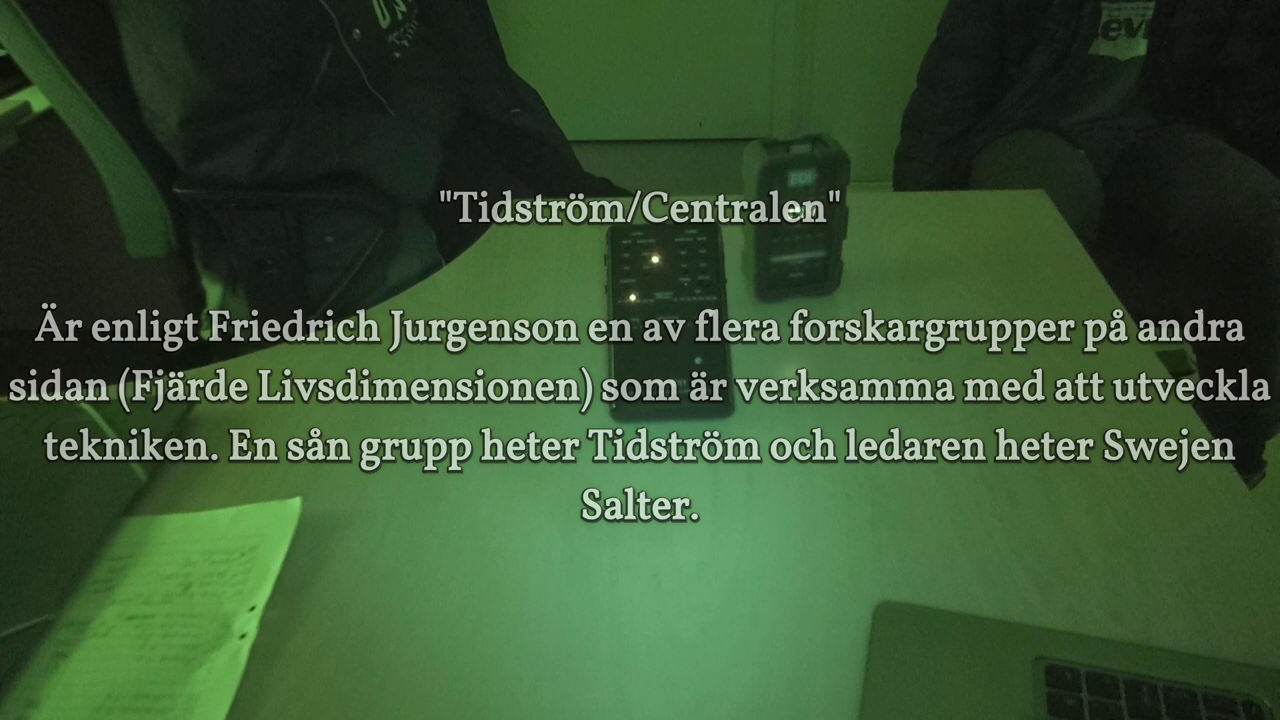 "Tidström/Centralen"
Är enligt Friedrich Jurgenson en av flera forskargrupper på andra
sidan (Fjärde Livsdimensionen) som är verksamma med att utveckla
tekniken. En sån grupp heter Tidström och ledaren heter Swejen
Salter.
EDI